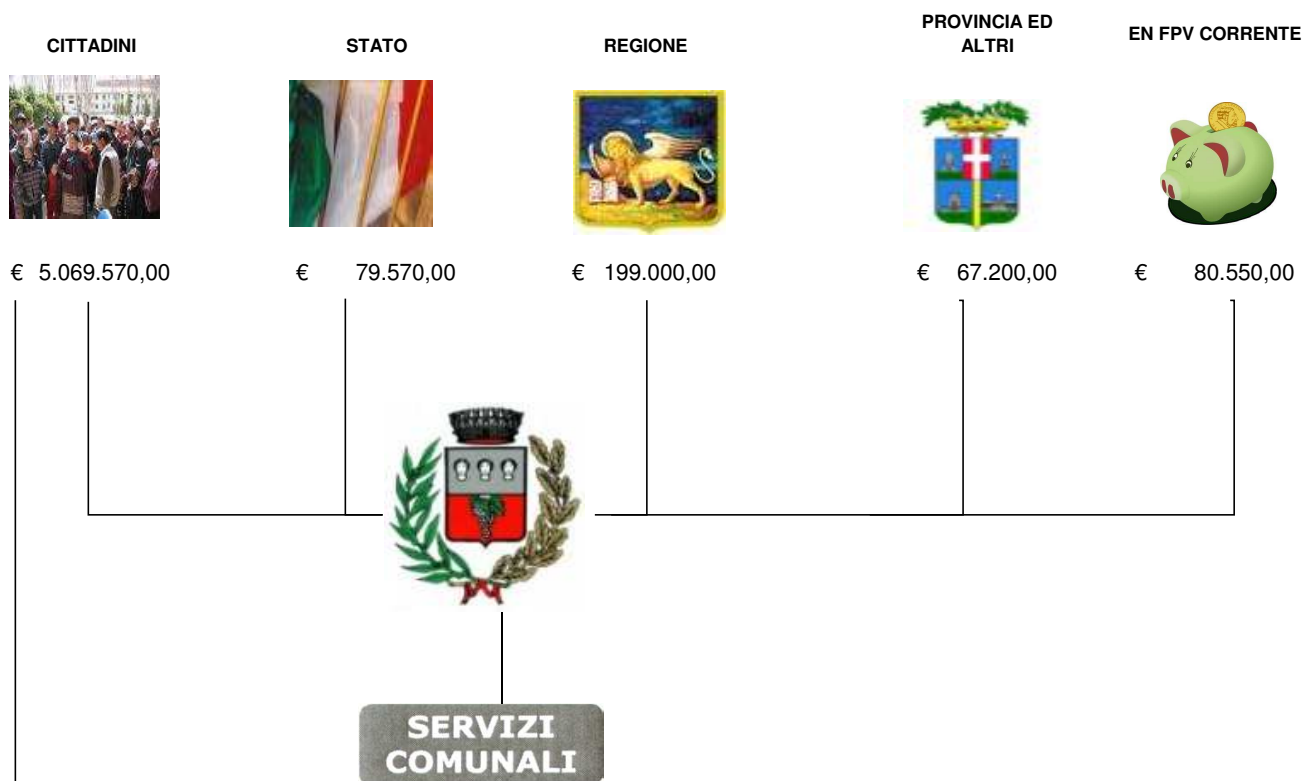 CITTADINI
STATO
REGIONE
PROVINCIA ED
ALTRI
EN FPV CORRENTE
€ 5.069.570,00
€ 79.570,00
€ 199.000,00
€ 67.200,00
€ 80.550,00
SERVIZI
COMUNALI